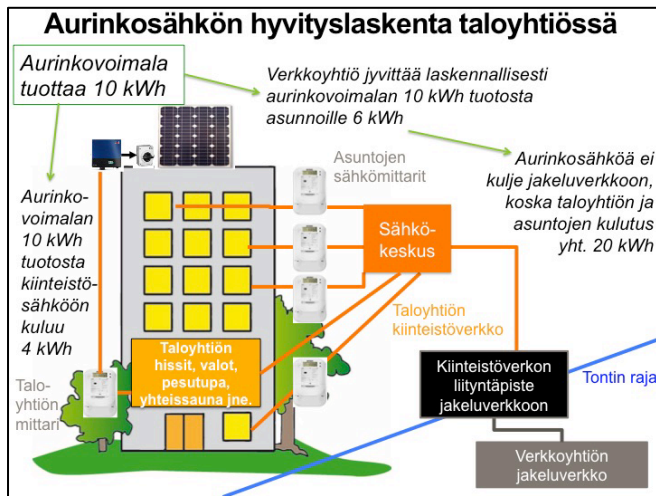 Aurinkosähkön hyvityslaskenta taloyhtiössä
Aurinkovoimala
tuottaa 10 kWh
Verkkoyhtiö jyvittää laskennallisesti
aurinkovoimalan 10 kWh tuotosta
asunnoille 6 kWh
Asuntojen
sähkömittarit
Aurinkosähköä ei
kulje jakeluverkkoon,
koska taloyhtiön ja
asuntojen kulutus
yht. 20 kWh
Aurinko-
voimalan
10 kWh
tuotosta
kiinteistö-
sähköön
kuluu
4 kWh
Sähkö-
keskus
Taloyhtiön
kiinteistöverkko
Taloyhtiön
hissit, valot,
pesutupa,
yhteissauna jne.
Talo-
yhtiön
mittari
Kiinteistöverkon
liityntäpiste
jakeluverkkoon
Tontin raja
Verkkoyhtiön
jakeluverkko